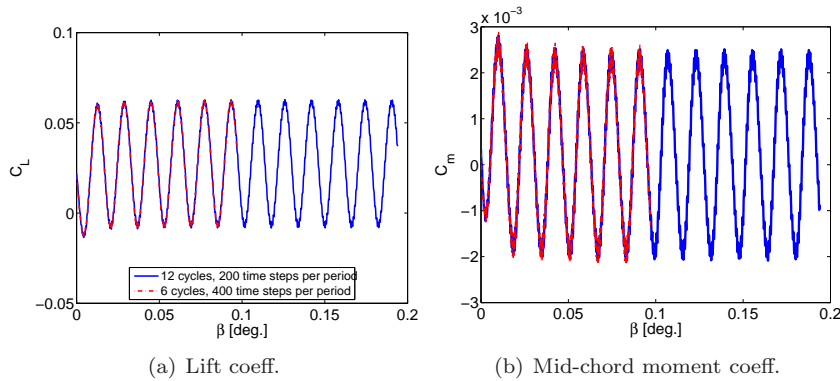 0.1
0.05
0
−0.05
C_L
0 0.05 0.1 0.15 0.2
β [deg.]
12 cycles, 200 time steps per period
6 cycles, 400 time steps per period
(a) Lift coeff.
x 10⁻³
3
2
1
0
−1
−2
−3
C_m
0 0.05 0.1 0.15 0.2
β [deg.]
(b) Mid-chord moment coeff.